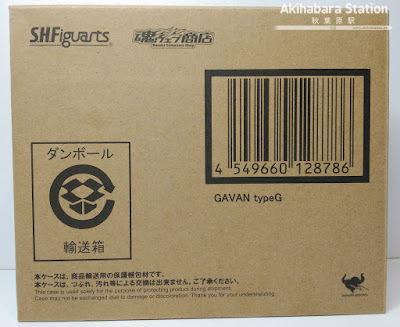 Akihabara Station
秋葉原駅
S.H.Figuarts
魂ウェブ商店
Tamashii Collectors Shop
4 549660 128786
GAVAN typeG
ダンボール
輸送箱
本ケースは、商品輸送用の保護梱包材です。
本ケースは、つぶれ、汚れ等による交換は出来ません。ご了承ください。
This case is used solely for the purpose of protecting product during shipment.
Case may not be exchanged due to damage or discoloration. Thank you for your understanding.